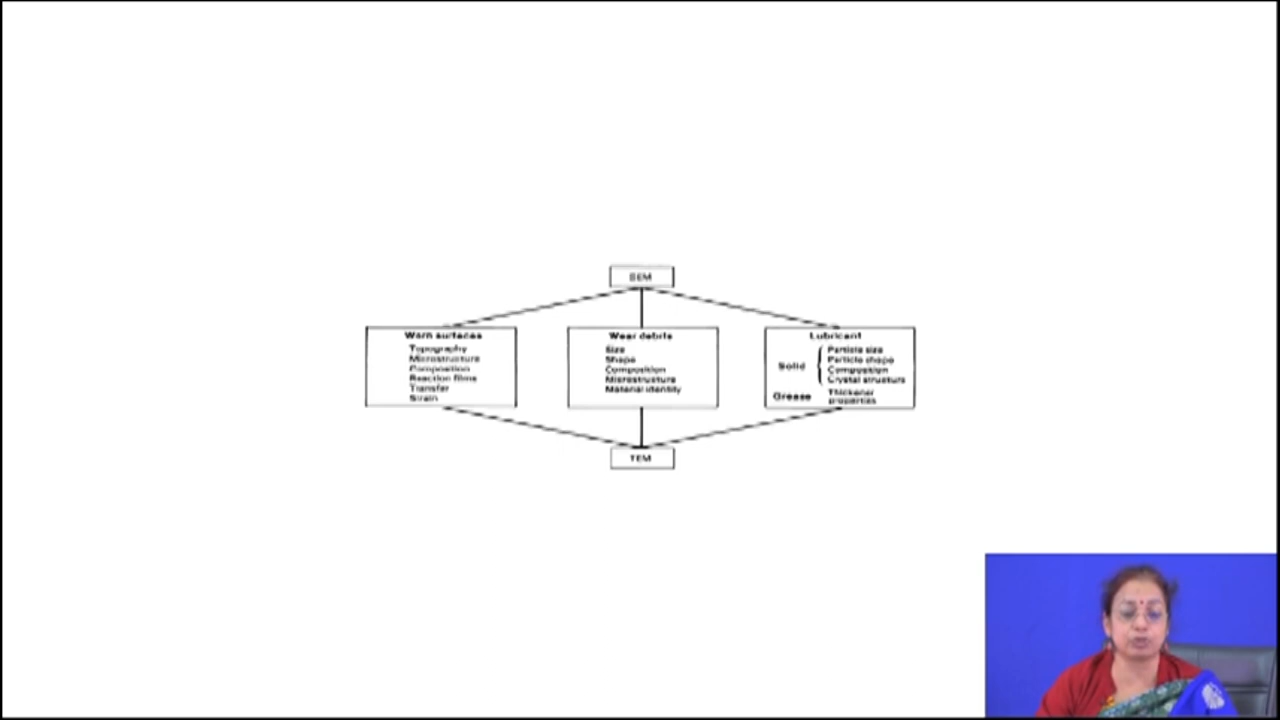 SEM
Worn surfaces
Topography
Microstructure
Composition
Reaction films
Transfer
Strain
Wear debris
Size
Shape
Composition
Microstructure
Material identity
Lubricant
Solid
Particle size
Particle shape
Composition
Crystal structure
Grease
Thickener
properties
TEM